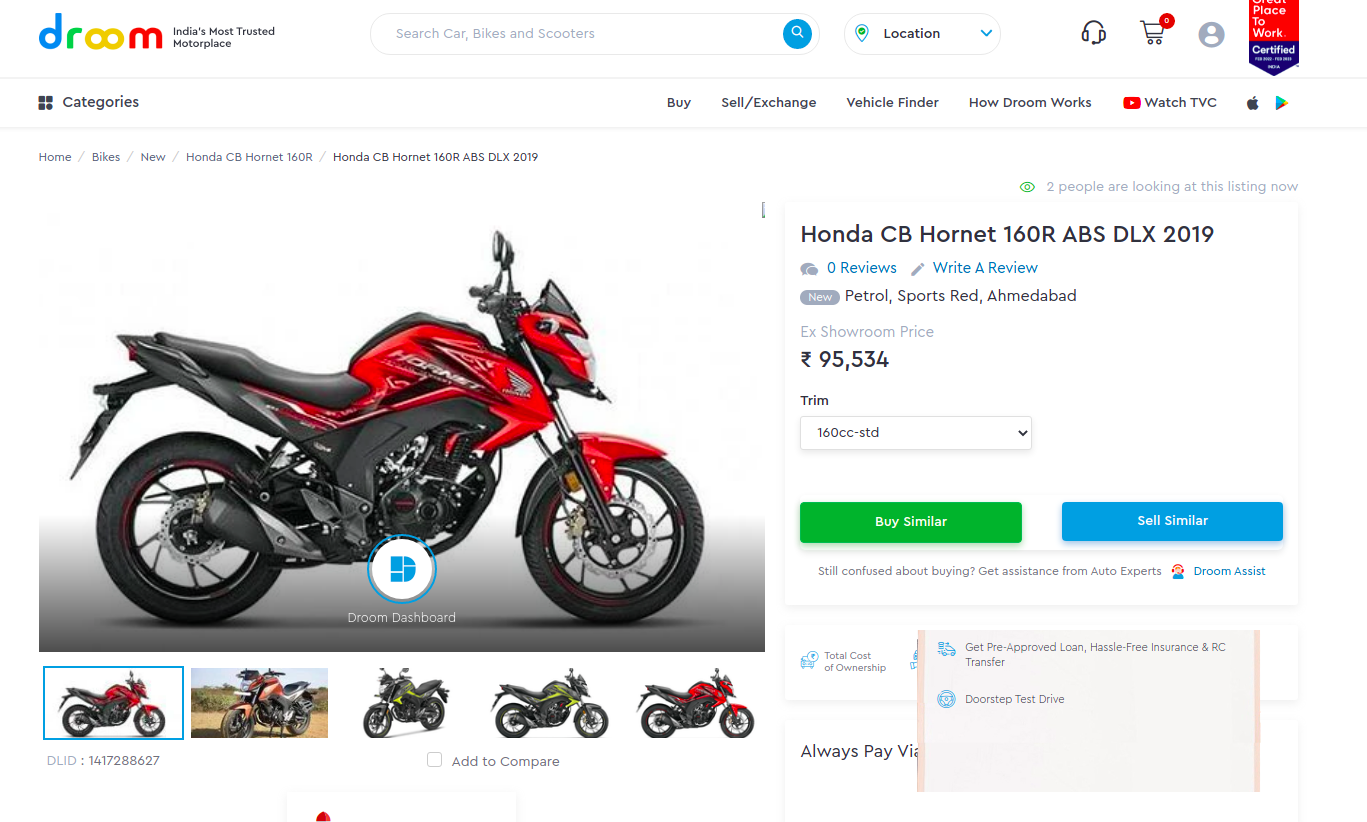 droom
India's Most Trusted
Motorplace
Search Car, Bikes and Scooters
Location
0
Great
Place
To
Work.
Certified
FEB 2022 - FEB 2023
INDIA
Categories
Buy
Sell/Exchange
Vehicle Finder
How Droom Works
Watch TVC
Home / Bikes / New / Honda CB Hornet 160R / Honda CB Hornet 160R ABS DLX 2019
2 people are looking at this listing now
HORNET
HONDA
Droom Dashboard
DLID : 1417288627
Add to Compare
Honda CB Hornet 160R ABS DLX 2019
0 Reviews
Write A Review
New Petrol, Sports Red, Ahmedabad
Ex Showroom Price
₹ 95,534
Trim
160cc-std
Buy Similar
Sell Similar
Still confused about buying? Get assistance from Auto Experts Droom Assist
Total Cost
of Ownership
Get Pre-Approved Loan, Hassle-Free Insurance & RC
Transfer
Doorstep Test Drive
Always Pay Via